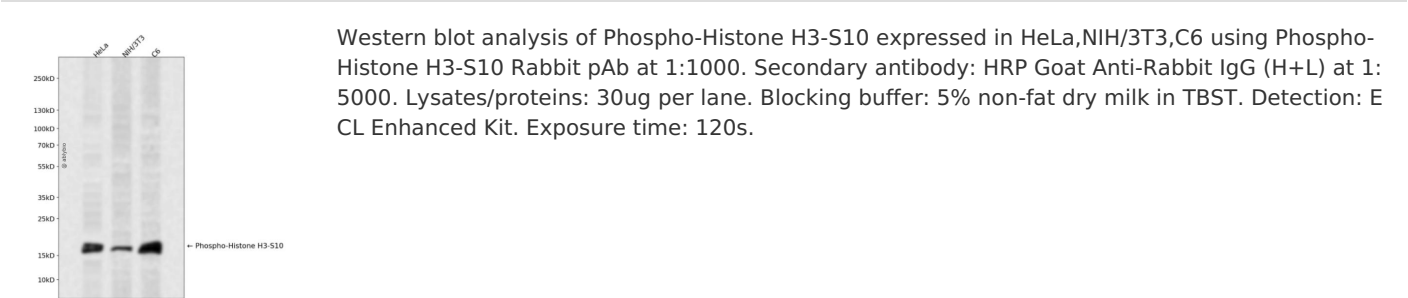 HeLa
NIH/3T3
C6
250kD
130kD
100kD
70kD
55kD
35kD
25kD
15kD
10kD
@ abybio
← Phospho-Histone H3-S10
Western blot analysis of Phospho-Histone H3-S10 expressed in HeLa,NIH/3T3,C6 using Phospho-
Histone H3-S10 Rabbit pAb at 1:1000. Secondary antibody: HRP Goat Anti-Rabbit IgG (H+L) at 1:
5000. Lysates/proteins: 30ug per lane. Blocking buffer: 5% non-fat dry milk in TBST. Detection: E
CL Enhanced Kit. Exposure time: 120s.